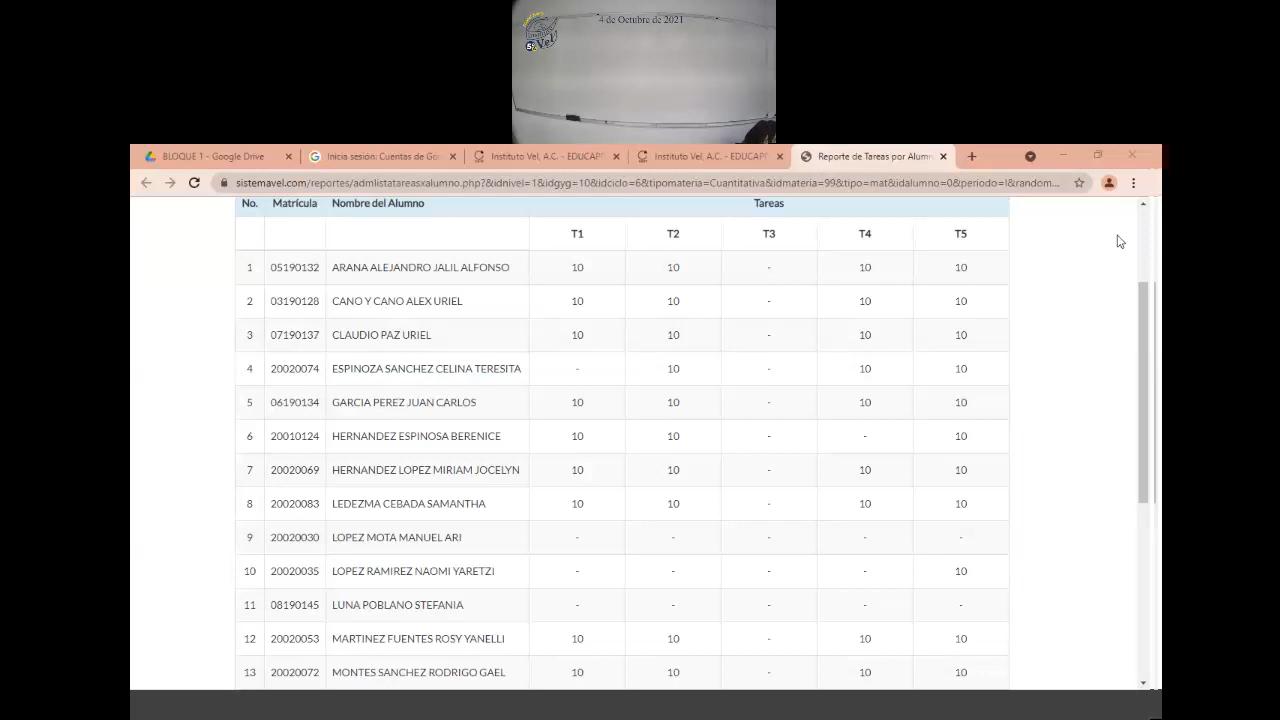 4 de Octubre de 2021
BLOQUE 1 - Google Drive
Inicia sesión: Cuentas de Go
Instituto Vel, A.C. - EDUCAP
Instituto Vel, A.C. - EDUCAP
Reporte de Tareas por Alumn
sistemavel.com/reportes/admlistatareasxalumno.php?&idnivel=1&idgyg=10&idciclo=6&tipomateria=Cuantitativa&idmateria=99&tipo=mat&idalumno=0&periodo=I&random...
No. Matrícula Nombre del Alumno Tareas
T1 T2 T3 T4 T5
1 05190132 ARANA ALEJANDRO JALIL ALFONSO 10 10 - 10 10
2 03190128 CANO Y CANO ALEX URIEL 10 10 - 10 10
3 07190137 CLAUDIO PAZ URIEL 10 10 - 10 10
4 20020074 ESPINOZA SANCHEZ CELINA TERESITA - 10 - 10 10
5 06190134 GARCIA PEREZ JUAN CARLOS 10 10 - 10 10
6 20010124 HERNANDEZ ESPINOSA BERENICE 10 10 - - 10
7 20020069 HERNANDEZ LOPEZ MIRIAM JOCELYN 10 10 - 10 10
8 20020083 LEDEZMA CEBADA SAMANTHA 10 10 - 10 10
9 20020030 LOPEZ MOTA MANUEL ARI - - - - -
10 20020035 LOPEZ RAMIREZ NAOMI YARETZI - - - - 10
11 08190145 LUNA POBLANO STEFANIA - - - - -
12 20020053 MARTINEZ FUENTES ROSY YANELLI 10 10 - 10 10
13 20020072 MONTES SANCHEZ RODRIGO GAEL 10 10 - 10 10